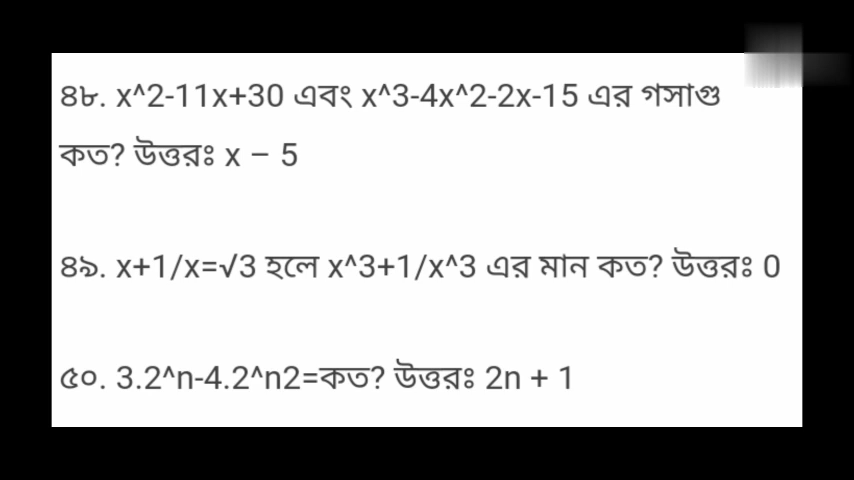 ৪৮. x^2-11x+30 এবং x^3-4x^2-2x-15 এর গসাগু
কত? উত্তরঃ x – 5
৪৯. x+1/x=√3 হলে x^3+1/x^3 এর মান কত? উত্তরঃ 0
৫০. 3.2^n-4.2^n2=কত? উত্তরঃ 2n + 1